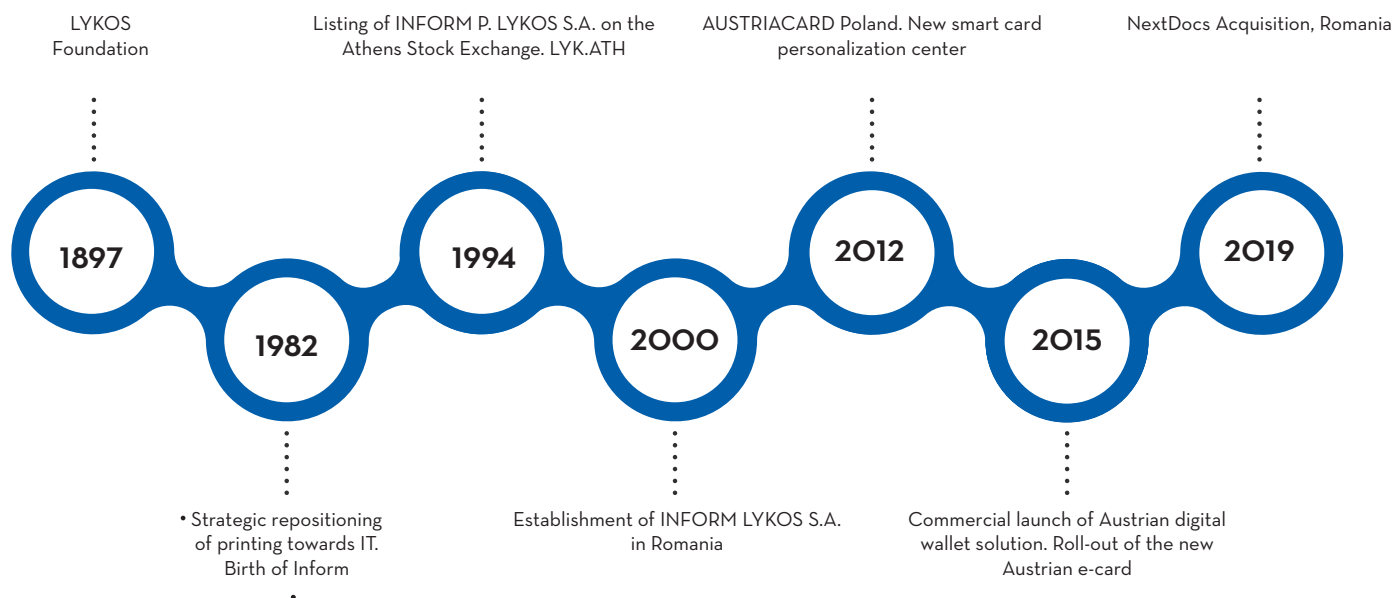 LYKOS
Foundation
Listing of INFORM P. LYKOS S.A. on the
Athens Stock Exchange. LYK.ATH
AUSTRIACARD Poland. New smart card
personalization center
NextDocs Acquisition, Romania
1897
1982
1994
2000
2012
2015
2019
• Strategic repositioning
of printing towards IT.
Birth of Inform
•
Establishment of INFORM LYKOS S.A.
in Romania
Commercial launch of Austrian digital
wallet solution. Roll-out of the new
Austrian e-card